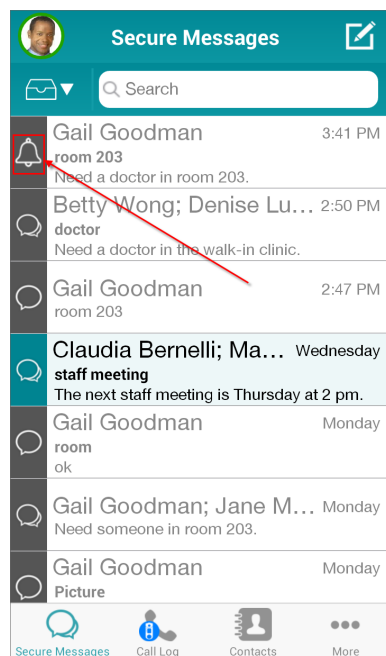 Secure Messages
Search
Gail Goodman 3:41 PM
room 203
Need a doctor in room 203.
Betty Wong; Denise Lu... 2:50 PM
doctor
Need a doctor in the walk-in clinic.
Gail Goodman 2:47 PM
room 203
Claudia Bernelli; Ma... Wednesday
staff meeting
The next staff meeting is Thursday at 2 pm.
Gail Goodman Monday
room
ok
Gail Goodman; Jane M... Monday
Need someone in room 203.
Gail Goodman Monday
Picture
Secure Messages Call Log Contacts More